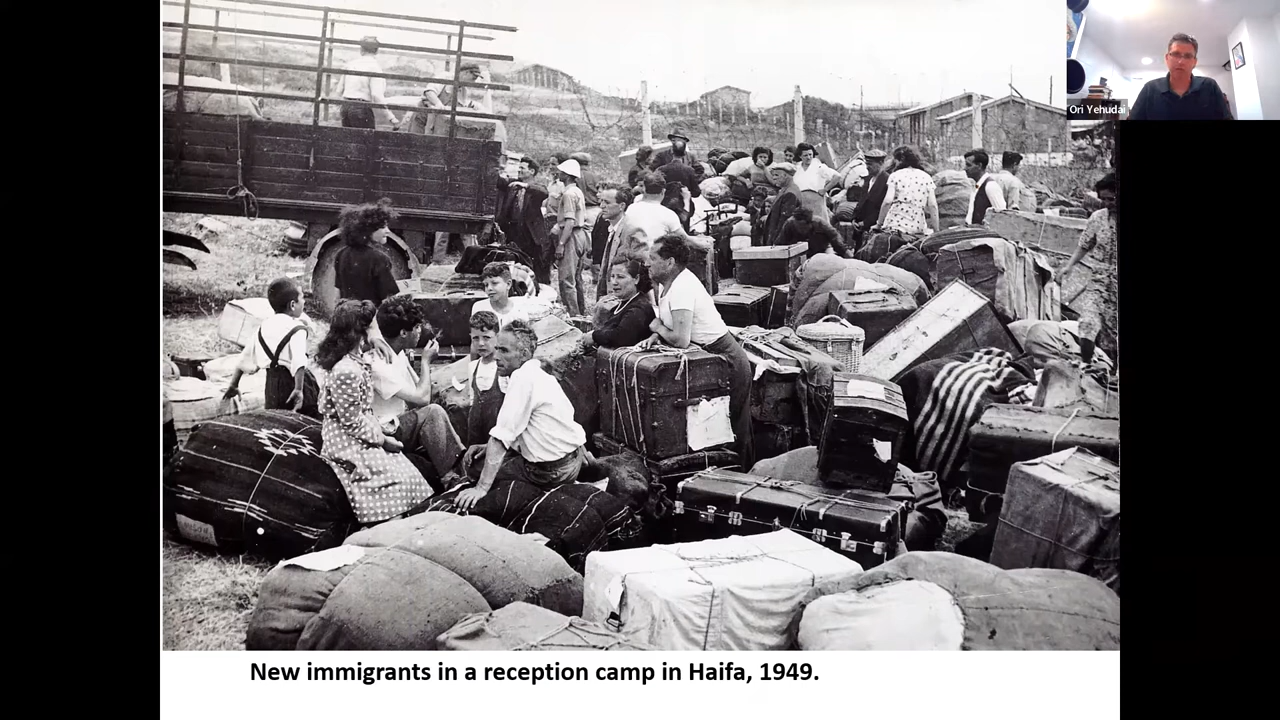 Ori Yehudai
New immigrants in a reception camp in Haifa, 1949.